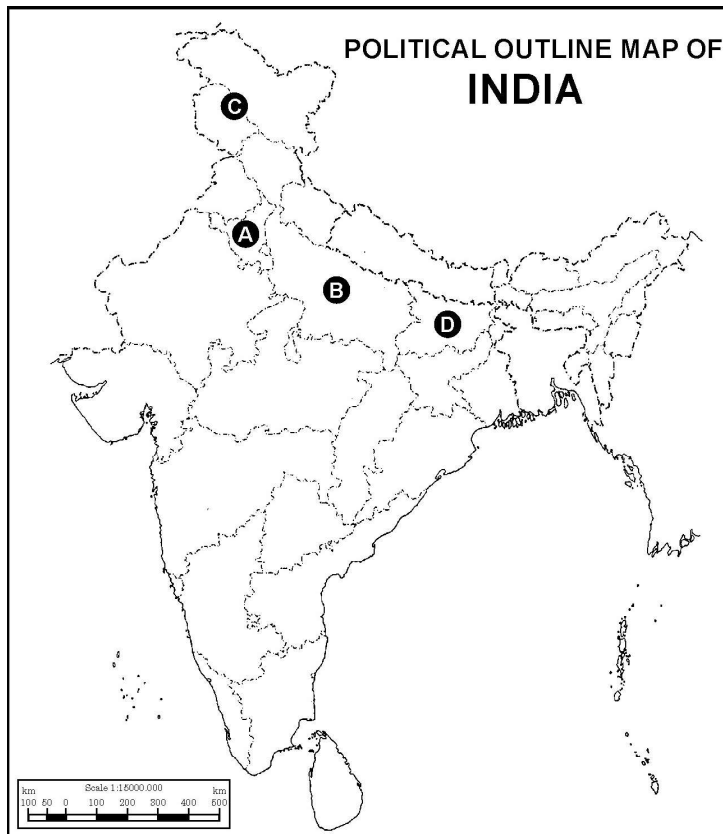 POLITICAL OUTLINE MAP OF
INDIA
C
A
B
D
Scale 1:15000.000
km km
100 50 0 100 200 300 400 500